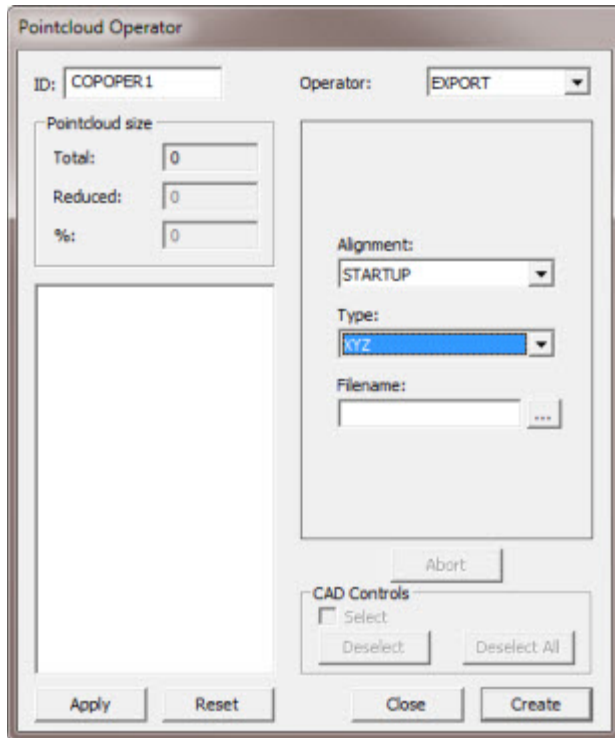 Pointcloud Operator
ID: COPOPER1
Operator: EXPORT
Pointcloud size
Total: 0
Reduced: 0
%: 0
Alignment:
STARTUP
Type:
XYZ
Filename:
...
Abort
CAD Controls
Select
Deselect Deselect All
Apply Reset Close Create